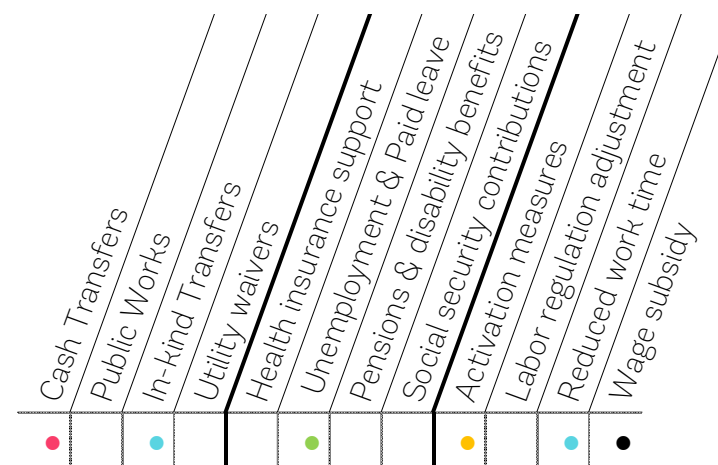 Cash Transfers
Public Works
In-kind Transfers
Utility waivers
Health insurance support
Unemployment & Paid leave
Pensions & disability benefits
Social security contributions
Activation measures
Labor regulation adjustment
Reduced work time
Wage subsidy